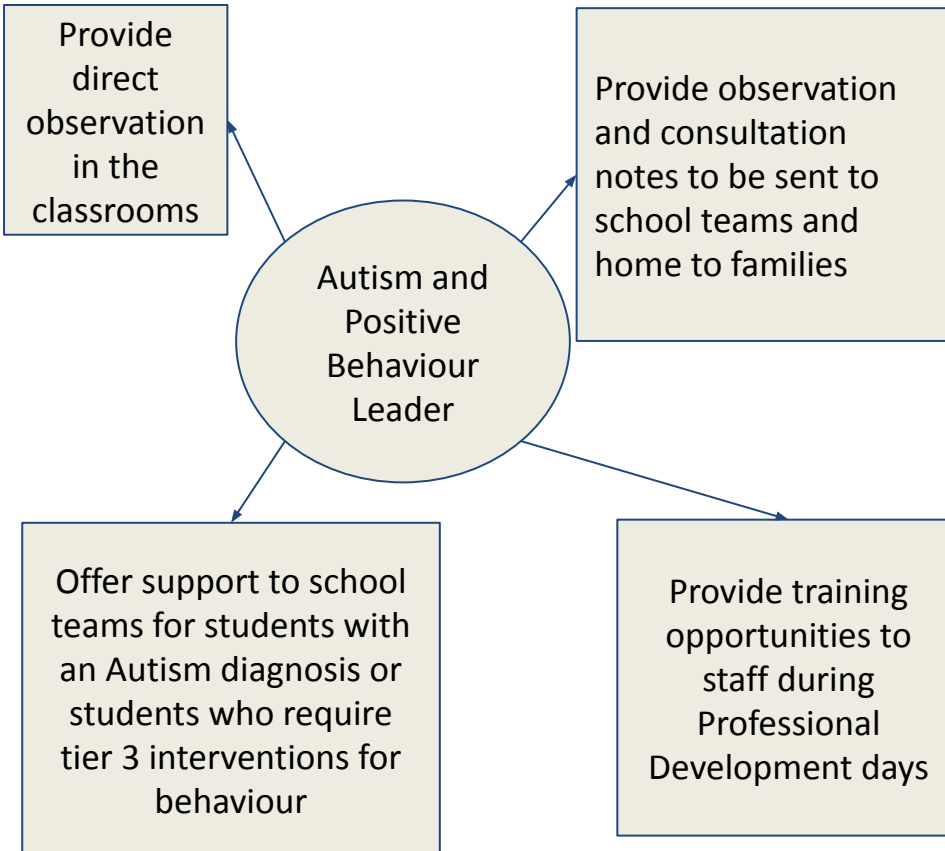 Provide
direct
observation
in the
classrooms
Provide observation
and consultation
notes to be sent to
school teams and
home to families
Autism and
Positive
Behaviour
Leader
Offer support to school
teams for students with
an Autism diagnosis or
students who require
tier 3 interventions for
behaviour
Provide training
opportunities to
staff during
Professional
Development days